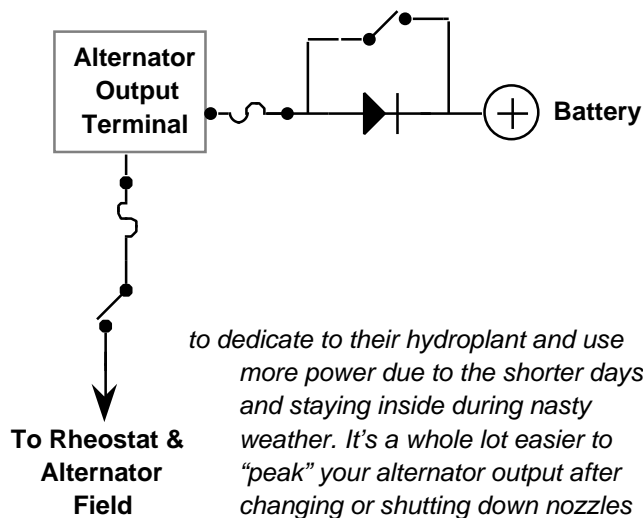 Alternator
Output
Terminal
Battery
To Rheostat &
Alternator
Field
to dedicate to their hydroplant and use
more power due to the shorter days
and staying inside during nasty
weather. It's a whole lot easier to
“peak” your alternator output after
changing or shutting down nozzles